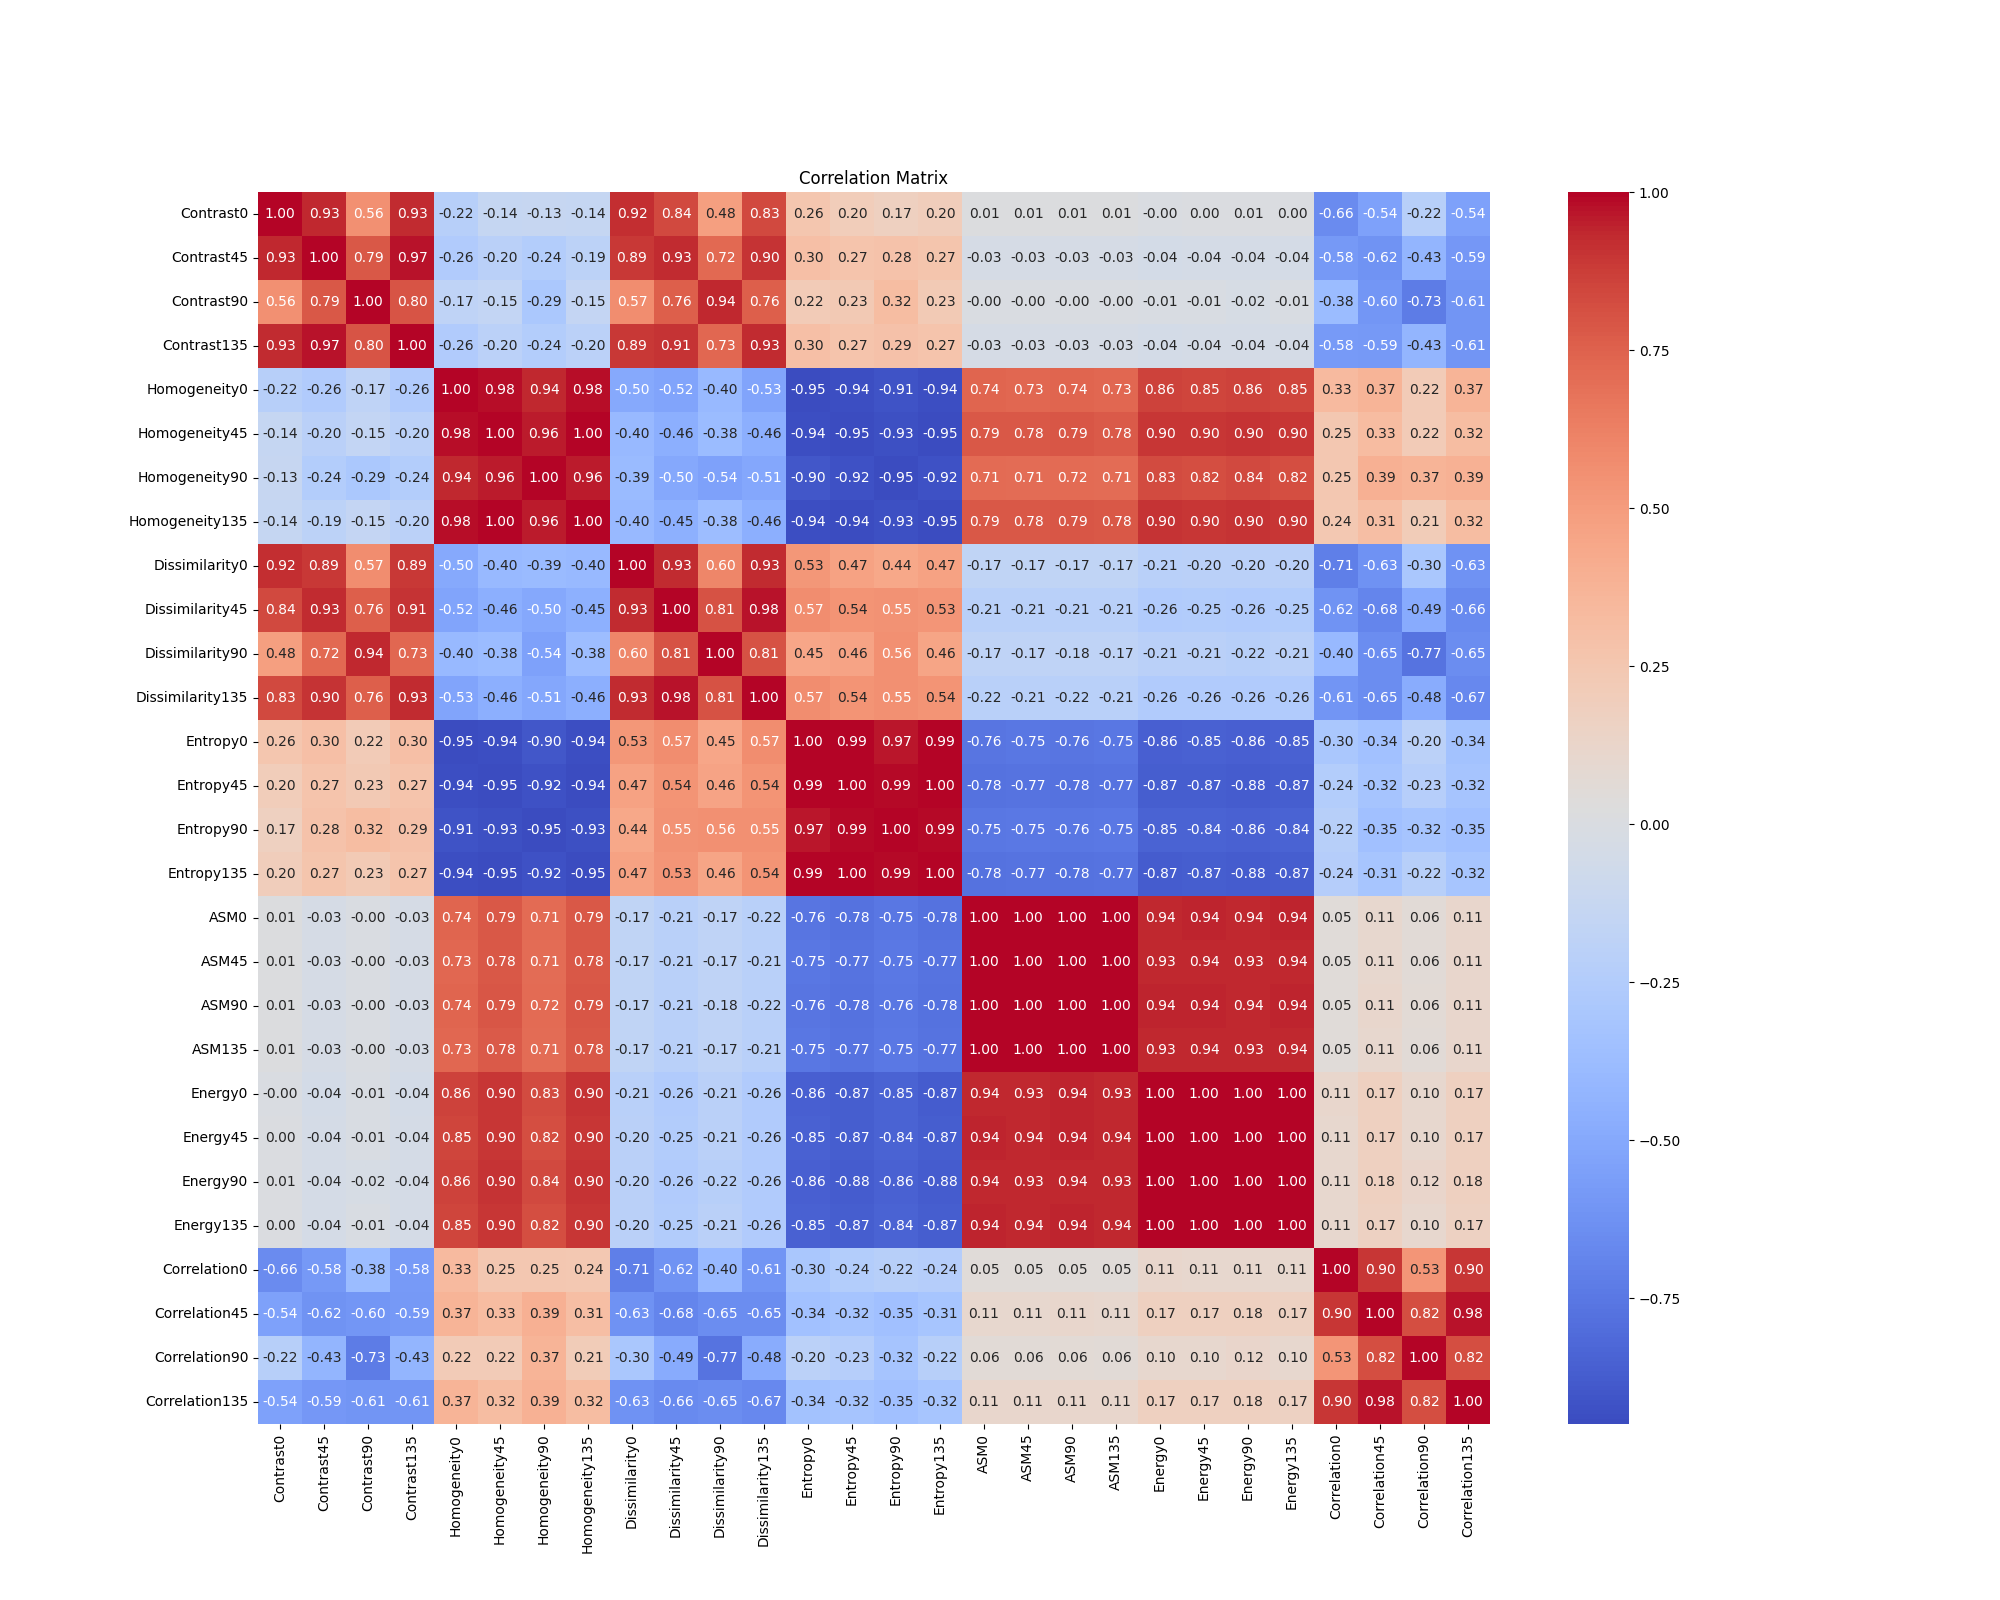 Correlation Matrix
Contrast0 1.00 0.93 0.56 0.93 -0.22 -0.14 -0.13 -0.14 0.92 0.84 0.48 0.83 0.26 0.20 0.17 0.20 0.01 0.01 0.01 0.01 -0.00 0.00 0.01 0.00 -0.66 -0.54 -0.22 -0.54
Contrast45 0.93 1.00 0.79 0.97 -0.26 -0.20 -0.24 -0.19 0.89 0.93 0.72 0.90 0.30 0.27 0.28 0.27 -0.03 -0.03 -0.03 -0.03 -0.04 -0.04 -0.04 -0.04 -0.58 -0.62 -0.43 -0.59
Contrast90 0.56 0.79 1.00 0.80 -0.17 -0.15 -0.29 -0.15 0.57 0.76 0.94 0.76 0.22 0.23 0.32 0.23 -0.00 -0.00 -0.00 -0.00 -0.01 -0.01 -0.02 -0.01 -0.38 -0.60 -0.73 -0.61
Contrast135 0.93 0.97 0.80 1.00 -0.26 -0.20 -0.24 -0.20 0.89 0.91 0.73 0.93 0.30 0.27 0.29 0.27 -0.03 -0.03 -0.03 -0.03 -0.04 -0.04 -0.04 -0.04 -0.58 -0.59 -0.43 -0.61
Homogeneity0 -0.22 -0.26 -0.17 -0.26 1.00 0.98 0.94 0.98 -0.50 -0.52 -0.40 -0.53 -0.95 -0.94 -0.91 -0.94 0.74 0.73 0.74 0.73 0.86 0.85 0.86 0.85 0.33 0.37 0.22 0.37
Homogeneity45 -0.14 -0.20 -0.15 -0.20 0.98 1.00 0.96 1.00 -0.40 -0.46 -0.38 -0.46 -0.94 -0.95 -0.93 -0.95 0.79 0.78 0.79 0.78 0.90 0.90 0.90 0.90 0.25 0.33 0.22 0.32
Homogeneity90 -0.13 -0.24 -0.29 -0.24 0.94 0.96 1.00 0.96 -0.39 -0.50 -0.54 -0.51 -0.90 -0.92 -0.95 -0.92 0.71 0.71 0.72 0.71 0.83 0.82 0.84 0.82 0.25 0.39 0.37 0.39
Homogeneity135 -0.14 -0.19 -0.15 -0.20 0.98 1.00 0.96 1.00 -0.40 -0.45 -0.38 -0.46 -0.94 -0.94 -0.93 -0.95 0.79 0.78 0.79 0.78 0.90 0.90 0.90 0.90 0.24 0.31 0.21 0.32
Dissimilarity0 0.92 0.89 0.57 0.89 -0.50 -0.40 -0.39 -0.40 1.00 0.93 0.60 0.93 0.53 0.47 0.44 0.47 -0.17 -0.17 -0.17 -0.17 -0.21 -0.20 -0.20 -0.20 -0.71 -0.63 -0.30 -0.63
Dissimilarity45 0.84 0.93 0.76 0.91 -0.52 -0.46 -0.50 -0.45 0.93 1.00 0.81 0.98 0.57 0.54 0.55 0.53 -0.21 -0.21 -0.21 -0.21 -0.26 -0.25 -0.26 -0.25 -0.62 -0.68 -0.49 -0.66
Dissimilarity90 0.48 0.72 0.94 0.73 -0.40 -0.38 -0.54 -0.38 0.60 0.81 1.00 0.81 0.45 0.46 0.56 0.46 -0.17 -0.17 -0.18 -0.17 -0.21 -0.21 -0.22 -0.21 -0.40 -0.65 -0.77 -0.65
Dissimilarity135 0.83 0.90 0.76 0.93 -0.53 -0.46 -0.51 -0.46 0.93 0.98 0.81 1.00 0.57 0.54 0.55 0.54 -0.22 -0.21 -0.22 -0.21 -0.26 -0.26 -0.26 -0.26 -0.61 -0.65 -0.48 -0.67
Entropy0 0.26 0.30 0.22 0.30 -0.95 -0.94 -0.90 -0.94 0.53 0.57 0.45 0.57 1.00 0.99 0.97 0.99 -0.76 -0.75 -0.76 -0.75 -0.86 -0.85 -0.86 -0.85 -0.30 -0.34 -0.20 -0.34
Entropy45 0.20 0.27 0.23 0.27 -0.94 -0.95 -0.92 -0.94 0.47 0.54 0.46 0.54 0.99 1.00 0.99 1.00 -0.78 -0.77 -0.78 -0.77 -0.87 -0.87 -0.88 -0.87 -0.24 -0.32 -0.23 -0.32
Entropy90 0.17 0.28 0.32 0.29 -0.91 -0.93 -0.95 -0.93 0.44 0.55 0.56 0.55 0.97 0.99 1.00 0.99 -0.75 -0.75 -0.76 -0.75 -0.85 -0.84 -0.86 -0.84 -0.22 -0.35 -0.32 -0.35
Entropy135 0.20 0.27 0.23 0.27 -0.94 -0.95 -0.92 -0.95 0.47 0.53 0.46 0.54 0.99 1.00 0.99 1.00 -0.78 -0.77 -0.78 -0.77 -0.87 -0.87 -0.88 -0.87 -0.24 -0.31 -0.22 -0.32
ASM0 0.01 -0.03 -0.00 -0.03 0.74 0.79 0.71 0.79 -0.17 -0.21 -0.17 -0.22 -0.76 -0.78 -0.75 -0.78 1.00 1.00 1.00 1.00 0.94 0.94 0.94 0.94 0.05 0.11 0.06 0.11
ASM45 0.01 -0.03 -0.00 -0.03 0.73 0.78 0.71 0.78 -0.17 -0.21 -0.17 -0.21 -0.75 -0.77 -0.75 -0.77 1.00 1.00 1.00 1.00 0.93 0.94 0.93 0.94 0.05 0.11 0.06 0.11
ASM90 0.01 -0.03 -0.00 -0.03 0.74 0.79 0.72 0.79 -0.17 -0.21 -0.18 -0.22 -0.76 -0.78 -0.76 -0.78 1.00 1.00 1.00 1.00 0.94 0.94 0.94 0.94 0.05 0.11 0.06 0.11
ASM135 0.01 -0.03 -0.00 -0.03 0.73 0.78 0.71 0.78 -0.17 -0.21 -0.17 -0.21 -0.75 -0.77 -0.75 -0.77 1.00 1.00 1.00 1.00 0.93 0.94 0.93 0.94 0.05 0.11 0.06 0.11
Energy0 -0.00 -0.04 -0.01 -0.04 0.86 0.90 0.83 0.90 -0.21 -0.26 -0.21 -0.26 -0.86 -0.87 -0.85 -0.87 0.94 0.93 0.94 0.93 1.00 1.00 1.00 1.00 0.11 0.17 0.10 0.17
Energy45 0.00 -0.04 -0.01 -0.04 0.85 0.90 0.82 0.90 -0.20 -0.25 -0.21 -0.26 -0.85 -0.87 -0.84 -0.87 0.94 0.94 0.94 0.94 1.00 1.00 1.00 1.00 0.11 0.17 0.10 0.17
Energy90 0.01 -0.04 -0.02 -0.04 0.86 0.90 0.84 0.90 -0.20 -0.26 -0.22 -0.26 -0.86 -0.88 -0.86 -0.88 0.94 0.93 0.94 0.93 1.00 1.00 1.00 1.00 0.11 0.18 0.12 0.18
Energy135 0.00 -0.04 -0.01 -0.04 0.85 0.90 0.82 0.90 -0.20 -0.25 -0.21 -0.26 -0.85 -0.87 -0.84 -0.87 0.94 0.94 0.94 0.94 1.00 1.00 1.00 1.00 0.11 0.17 0.10 0.17
Correlation0 -0.66 -0.58 -0.38 -0.58 0.33 0.25 0.25 0.24 -0.71 -0.62 -0.40 -0.61 -0.30 -0.24 -0.22 -0.24 0.05 0.05 0.05 0.05 0.11 0.11 0.11 0.11 1.00 0.90 0.53 0.90
Correlation45 -0.54 -0.62 -0.60 -0.59 0.37 0.33 0.39 0.31 -0.63 -0.68 -0.65 -0.65 -0.34 -0.32 -0.35 -0.31 0.11 0.11 0.11 0.11 0.17 0.17 0.18 0.17 0.90 1.00 0.82 0.98
Correlation90 -0.22 -0.43 -0.73 -0.43 0.22 0.22 0.37 0.21 -0.30 -0.49 -0.77 -0.48 -0.20 -0.23 -0.32 -0.22 0.06 0.06 0.06 0.06 0.10 0.10 0.12 0.10 0.53 0.82 1.00 0.82
Correlation135 -0.54 -0.59 -0.61 -0.61 0.37 0.32 0.39 0.32 -0.63 -0.66 -0.65 -0.67 -0.34 -0.32 -0.35 -0.32 0.11 0.11 0.11 0.11 0.17 0.17 0.18 0.17 0.90 0.98 0.82 1.00
Contrast0 Contrast45 Contrast90 Contrast135 Homogeneity0 Homogeneity45 Homogeneity90 Homogeneity135 Dissimilarity0 Dissimilarity45 Dissimilarity90 Dissimilarity135 Entropy0 Entropy45 Entropy90 Entropy135 ASM0 ASM45 ASM90 ASM135 Energy0 Energy45 Energy90 Energy135 Correlation0 Correlation45 Correlation90 Correlation135
1.00
0.75
0.50
0.25
0.00
−0.25
−0.50
−0.75